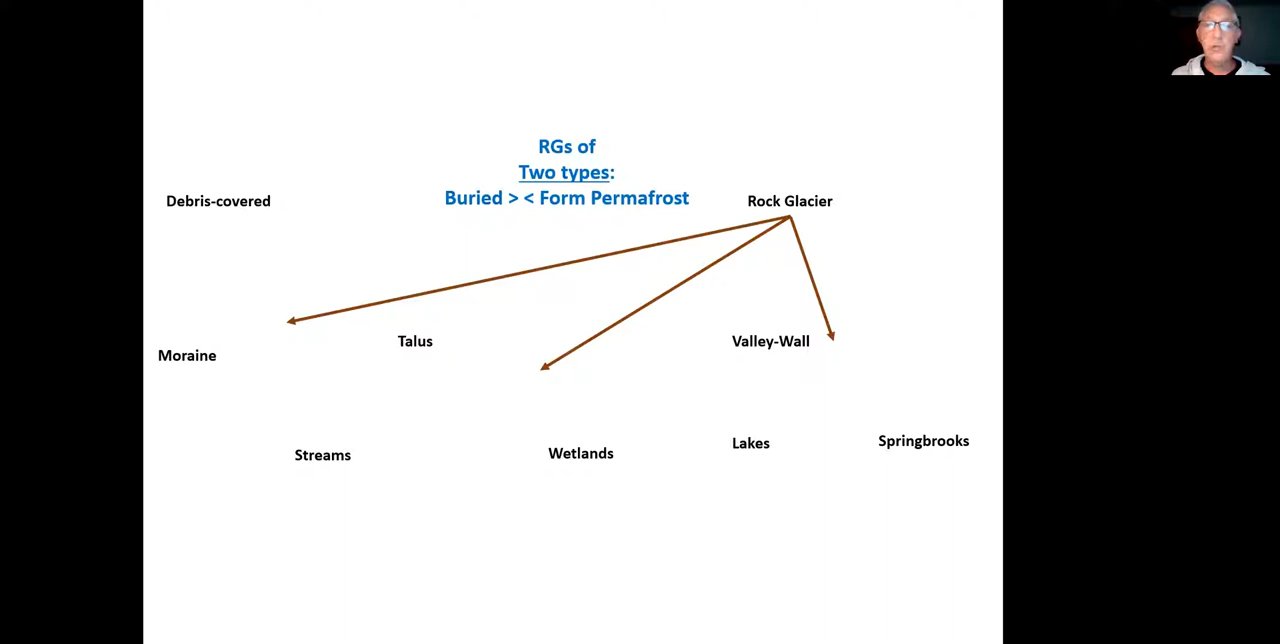 RGs of
Two types:
Buried > < Form Permafrost
Debris-covered
Rock Glacier
Moraine
Talus
Valley-Wall
Streams
Wetlands
Lakes
Springbrooks